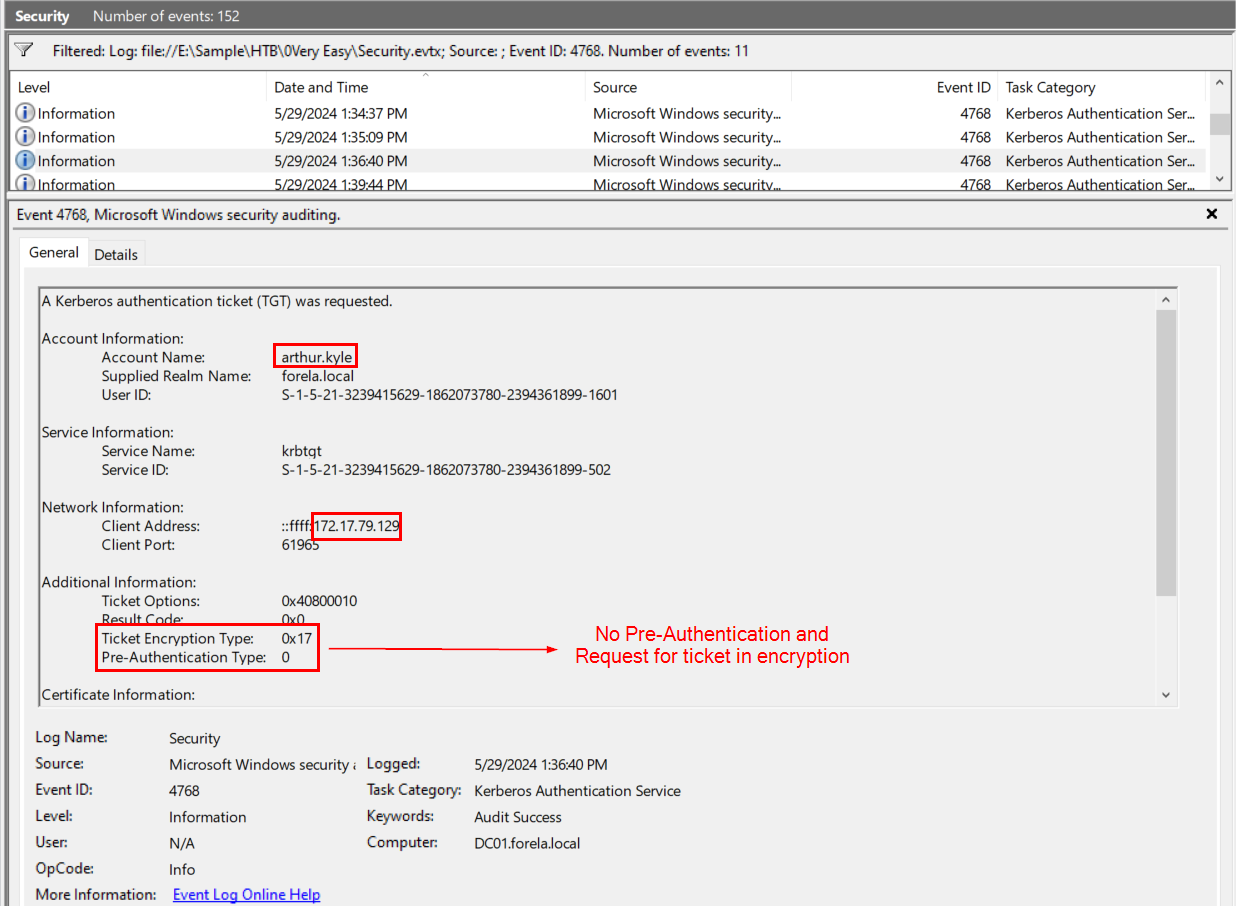 Security Number of events: 152
Filtered: Log: file://E:\Sample\HTB\0Very Easy\Security.evtx; Source: ; Event ID: 4768. Number of events: 11
Level Date and Time Source Event ID Task Category
Information 5/29/2024 1:34:37 PM Microsoft Windows security... 4768 Kerberos Authentication Ser...
Information 5/29/2024 1:35:09 PM Microsoft Windows security... 4768 Kerberos Authentication Ser...
Information 5/29/2024 1:36:40 PM Microsoft Windows security... 4768 Kerberos Authentication Ser...
Information 5/29/2024 1:39:44 PM Microsoft Windows security... 4768 Kerberos Authentication Ser...
Event 4768, Microsoft Windows security auditing.
General Details
A Kerberos authentication ticket (TGT) was requested.
Account Information:
Account Name: arthur.kyle
Supplied Realm Name: forela.local
User ID: S-1-5-21-3239415629-1862073780-2394361899-1601
Service Information:
Service Name: krbtgt
Service ID: S-1-5-21-3239415629-1862073780-2394361899-502
Network Information:
Client Address: ::ffff:172.17.79.129
Client Port: 61965
Additional Information:
Ticket Options: 0x40800010
Result Code: 0x0
Ticket Encryption Type: 0x17
Pre-Authentication Type: 0
No Pre-Authentication and
Request for ticket in encryption
Certificate Information:
Log Name: Security
Source: Microsoft Windows security Logged: 5/29/2024 1:36:40 PM
Event ID: 4768 Task Category: Kerberos Authentication Service
Level: Information Keywords: Audit Success
User: N/A Computer: DC01.forela.local
OpCode: Info
More Information: Event Log Online Help